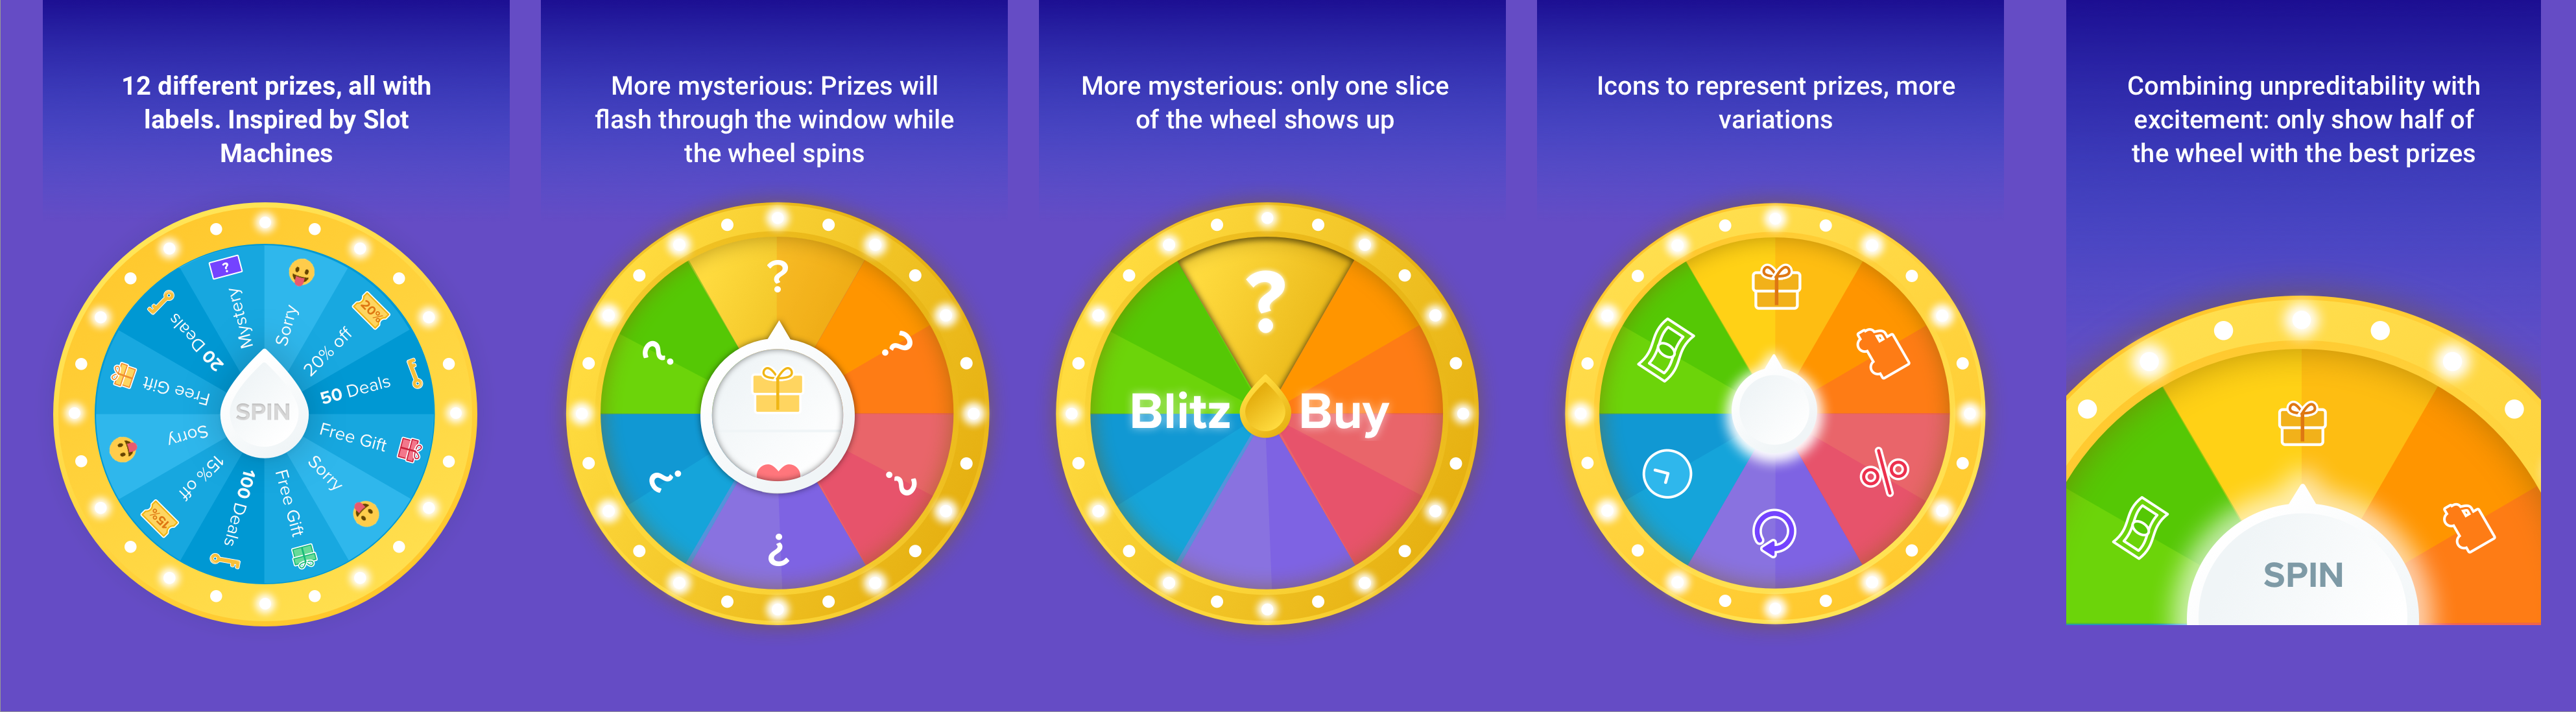 12 different prizes, all with
labels. Inspired by Slot
Machines
?
Mystery
Sorry
20% off
20%
50 Deals
Free Gift
Sorry
Free Gift
100 Deals
15% off
15%
Sorry
Free Gift
20 Deals
SPIN
More mysterious: Prizes will
flash through the window while
the wheel spins
?
?
?
?
?
?
More mysterious: only one slice
of the wheel shows up
?
Blitz Buy
Icons to represent prizes, more
variations
%
Combining unpreditability with
excitement: only show half of
the wheel with the best prizes
SPIN